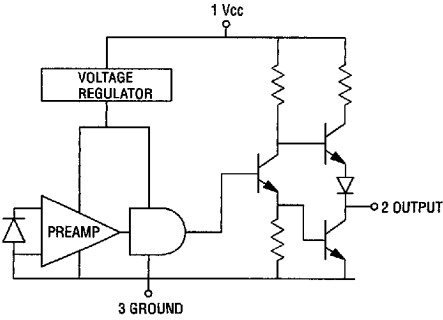 1 Vcc
VOLTAGE
REGULATOR
PREAMP
2 OUTPUT
3 GROUND